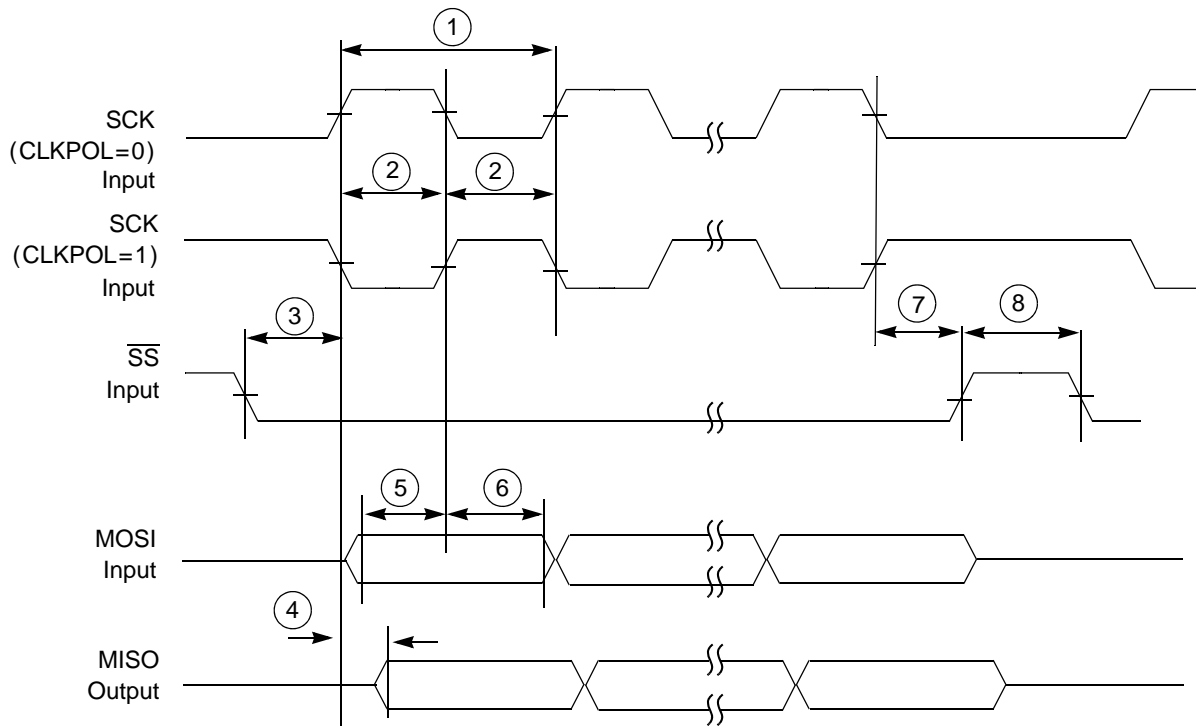 1
SCK
(CLKPOL=0)
Input
2
2
SCK
(CLKPOL=1)
Input
3
7
8
SS
Input
5
6
MOSI
Input
4
MISO
Output